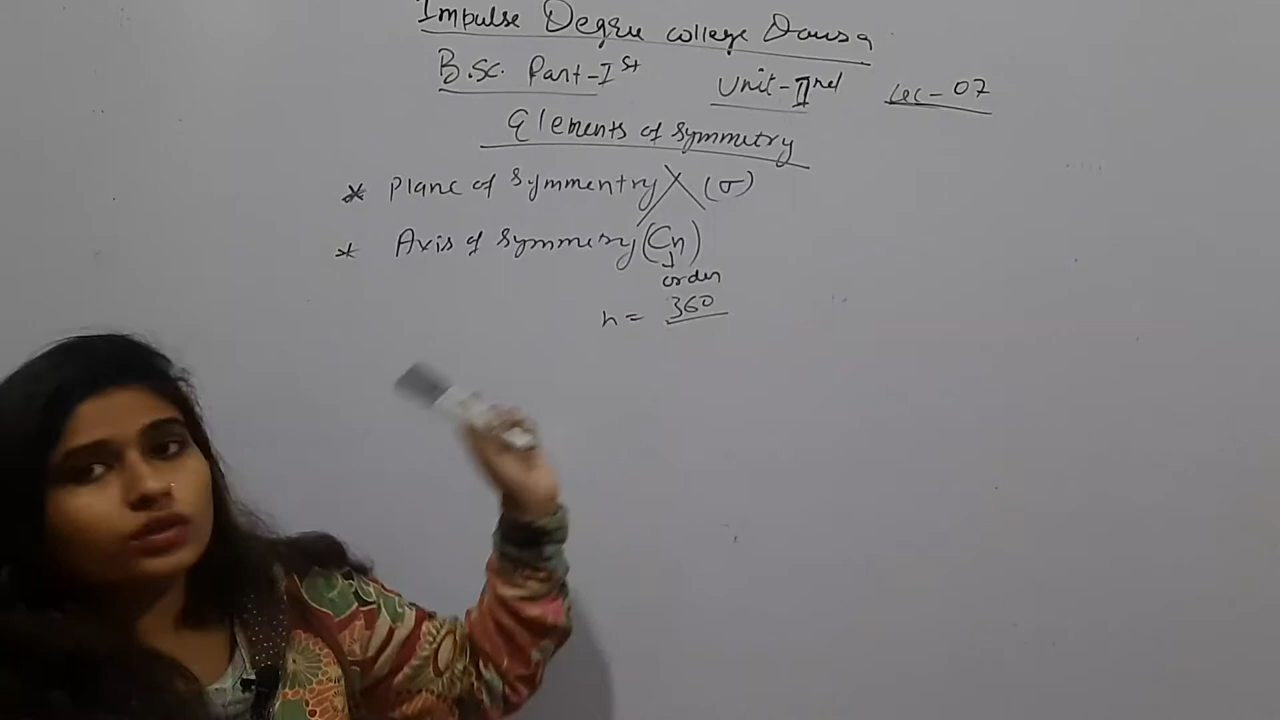 Impulse Degree college Dausa
B.Sc. Part-I st Unit-II nd Lec-07
Elements of symmetry
* Plane of symmentry (σ)
* Axis of symmetry (Cn)
order
n = 360